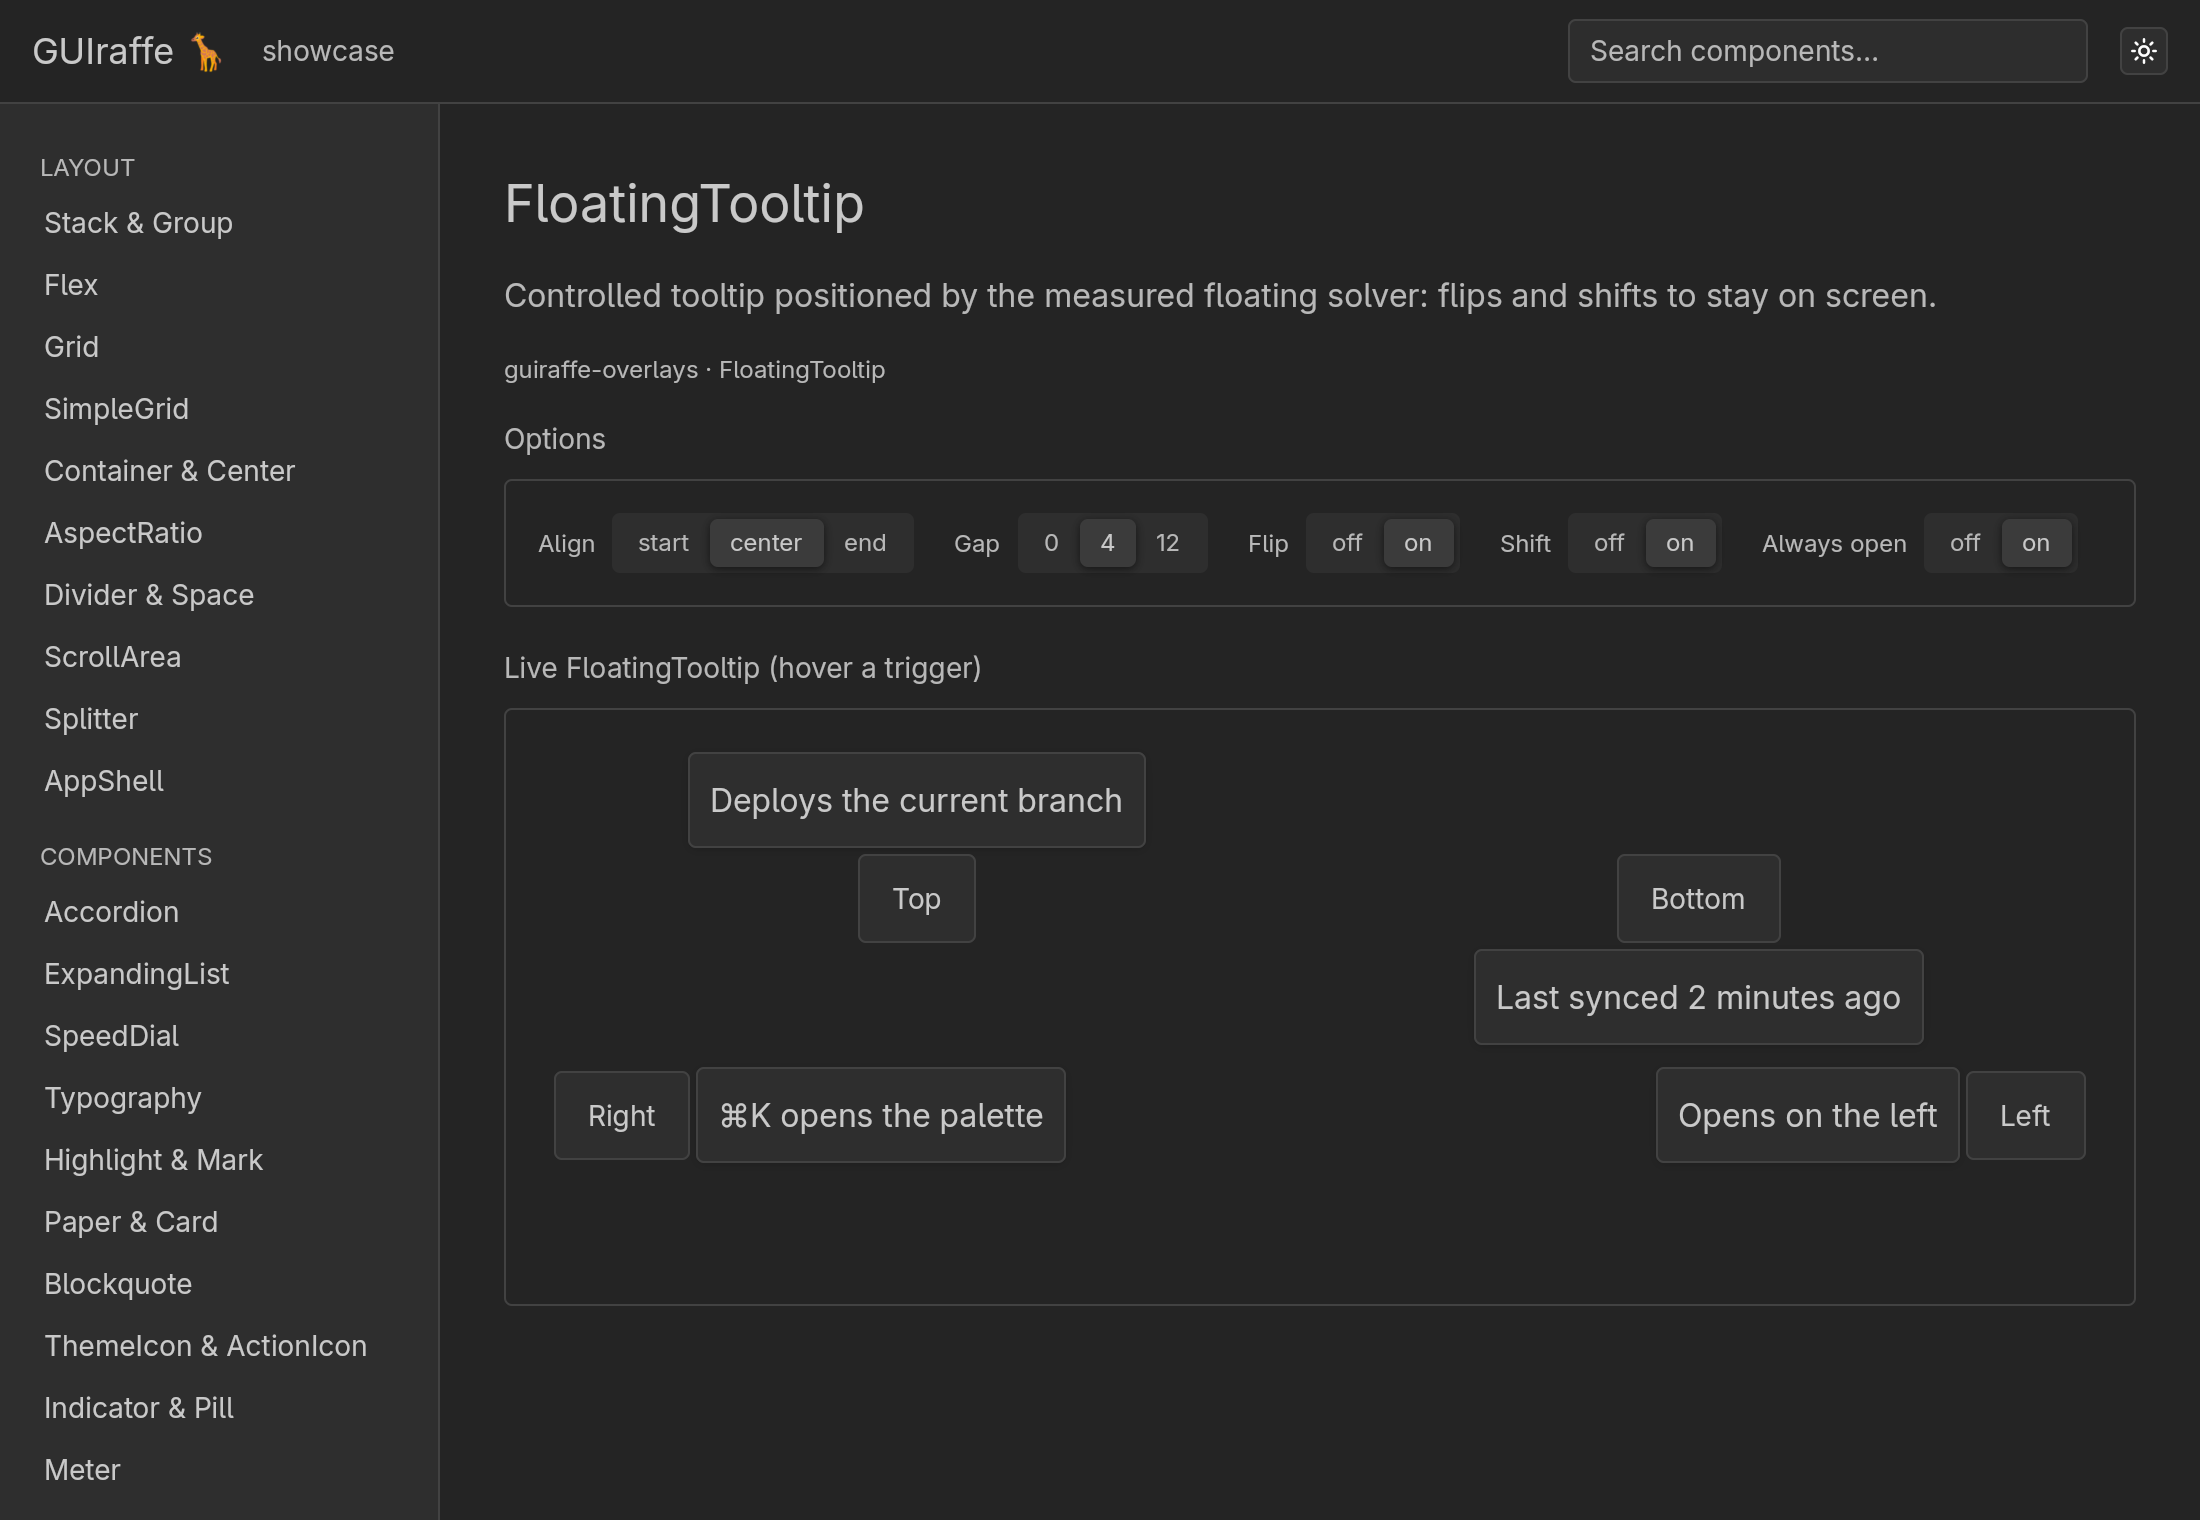 GUIraffe 🦒 showcase Search components...
LAYOUT
Stack & Group
Flex
Grid
SimpleGrid
Container & Center
AspectRatio
Divider & Space
ScrollArea
Splitter
AppShell
COMPONENTS
Accordion
ExpandingList
SpeedDial
Typography
Highlight & Mark
Paper & Card
Blockquote
ThemeIcon & ActionIcon
Indicator & Pill
Meter
FloatingTooltip
Controlled tooltip positioned by the measured floating solver: flips and shifts to stay on screen.
guiraffe-overlays · FloatingTooltip
Options
Align start center end Gap 0 4 12 Flip off on Shift off on Always open off on
Live FloatingTooltip (hover a trigger)
Deploys the current branch
Top Bottom
Last synced 2 minutes ago
Right ⌘K opens the palette Opens on the left Left